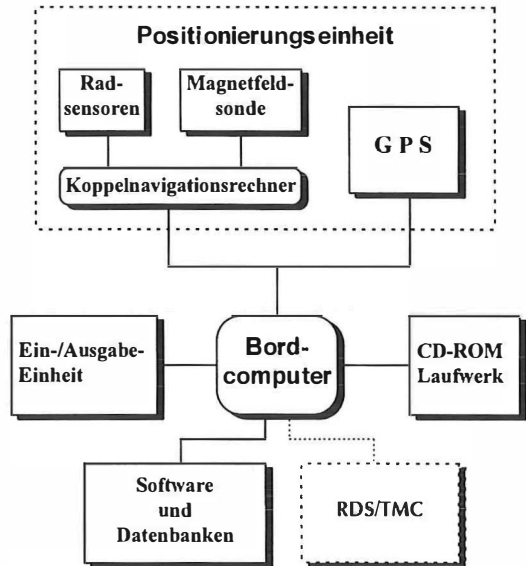 Positionierungseinheit
Rad-
sensoren
Magnetfeld-
sonde
G P S
Koppelnavigationsrechner
Ein-/Ausgabe-
Einheit
Bord-
computer
CD-ROM
Laufwerk
Software
und
Datenbanken
RDS/TMC